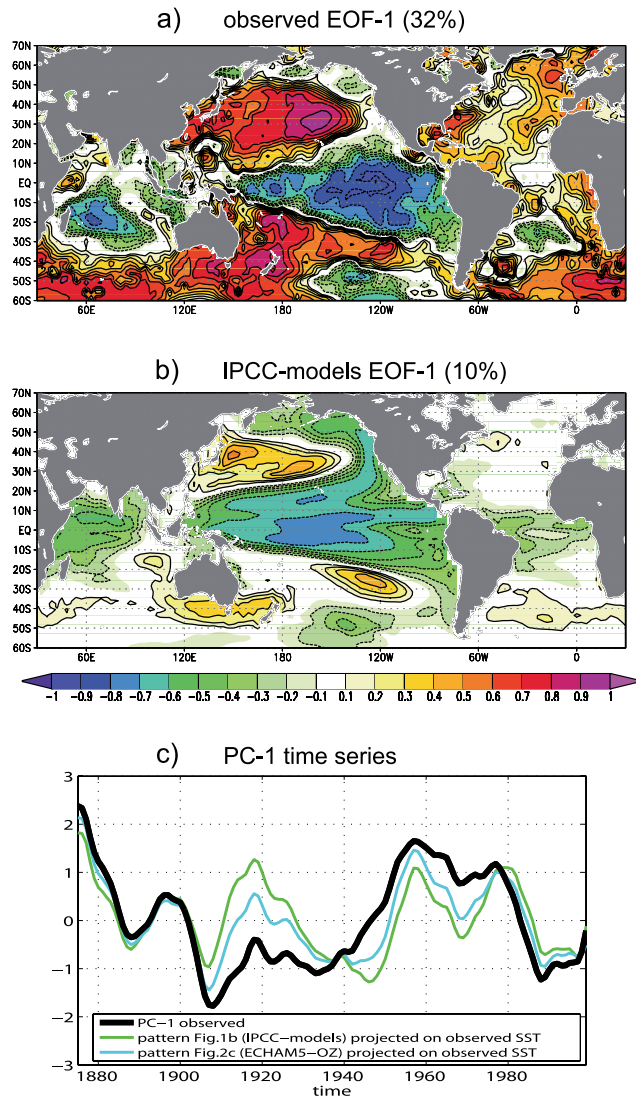 a) observed EOF-1 (32%)
70N
60N
50N
40N
30N
20N
10N
EQ
10S
20S
30S
40S
50S
60S
60E 120E 180 120W 60W 0
b) IPCC-models EOF-1 (10%)
70N
60N
50N
40N
30N
20N
10N
EQ
10S
20S
30S
40S
50S
60S
60E 120E 180 120W 60W 0
-1 -0.9 -0.8 -0.7 -0.6 -0.5 -0.4 -0.3 -0.2 -0.1 0.1 0.2 0.3 0.4 0.5 0.6 0.7 0.8 0.9 1
c) PC-1 time series
3
2
1
0
−1
−2
−3
PC−1 observed
pattern Fig.1b (IPCC−models) projected on observed SST
pattern Fig.2c (ECHAM5−OZ) projected on observed SST
1880 1900 1920 1940 1960 1980
time